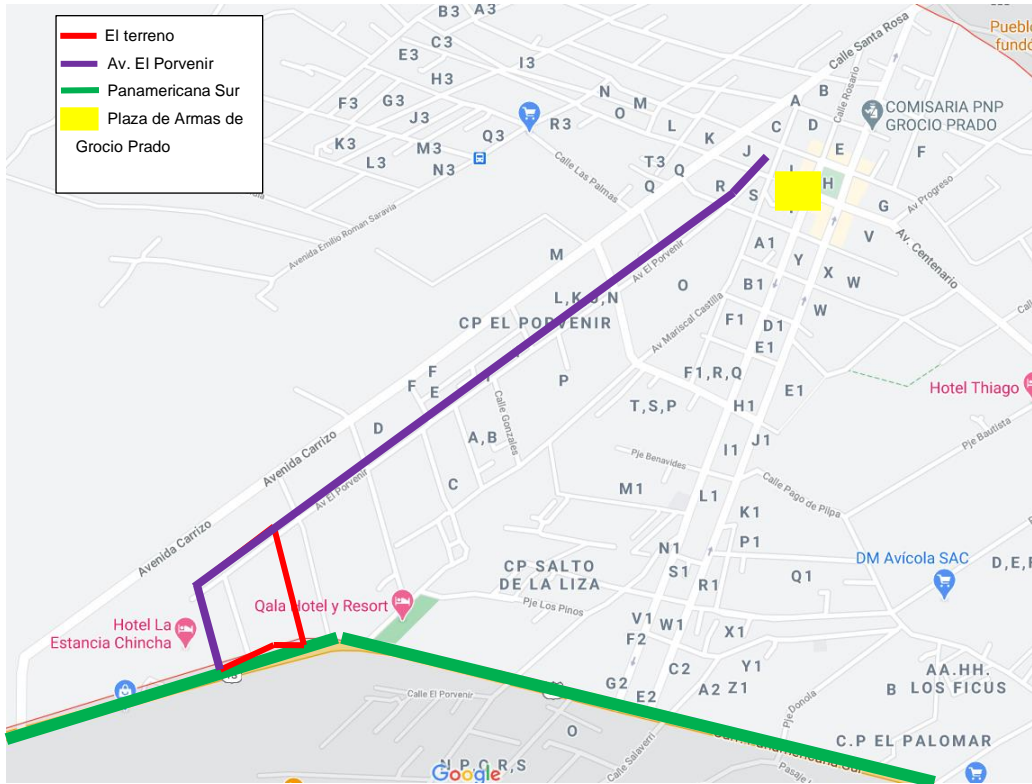 El terreno
Av. El Porvenir
Panamericana Sur
Plaza de Armas de
Grocio Prado
B3
A3
C3
E3
I3
H3
F3
G3
J3
K3
M3
L3
N3
Q3
R3
N
O
M
L
K
T3
Q
Q
R
J
S
C
A
B
D
E
F
H
G
V
Calle Santa Rosa
Calle Rosario
Pueblo
fundo
COMISARIA PNP
GROCIO PRADO
Calle Las Palmas
Avenida Emilio Roman Saravia
Av Progreso
Av. Centenario
Av El Porvenir
Av Mariscal Castilla
M
CP EL PORVENIR
O
A1
Y
X
W
W
B1
F1
D1
E1
F1,R,Q
E1
T,S,P
H1
J1
I1
P
F
F
E
D
A,B
C
Calle Gonzales
Avenida Carrizo
Avenida Carrizo
Av El Porvenir
Hotel Thiago
Pje Bautista
Pje Benavides
Calle Pago de Pilpa
M1
L1
K1
P1
N1
S1
R1
Q1
DM Avícola SAC
CP SALTO
DE LA LIZA
Pje Los Pinos
Qala Hotel y Resort
Hotel La
Estancia Chincha
V1
W1
X1
F2
C2
Y1
G2
E2
A2
Z1
B
AA.HH.
LOS FICUS
Pje Donola
C.P EL PALOMAR
Calle El Porvenir
O
Calle Salaverri
N,P,Q,R,S
Google